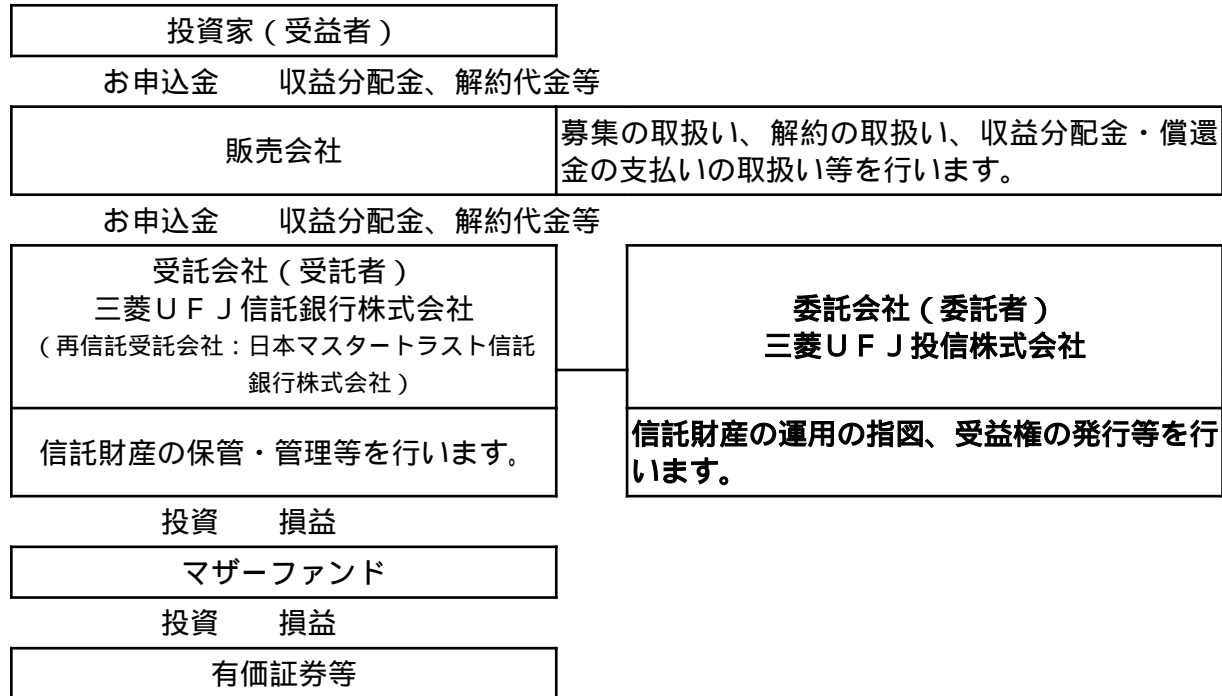 投資家（受益者）
お申込金　　収益分配金、解約代金等
販売会社
募集の取扱い、解約の取扱い、収益分配金・償還
金の支払いの取扱い等を行います。
お申込金　　収益分配金、解約代金等
受託会社（受託者）
三菱ＵＦＪ信託銀行株式会社
（再信託受託会社：日本マスタートラスト信託
銀行株式会社）
委託会社（委託者）
三菱ＵＦＪ投信株式会社
信託財産の保管・管理等を行います。
信託財産の運用の指図、受益権の発行等を行
います。
投資　　損益
マザーファンド
投資　　損益
有価証券等